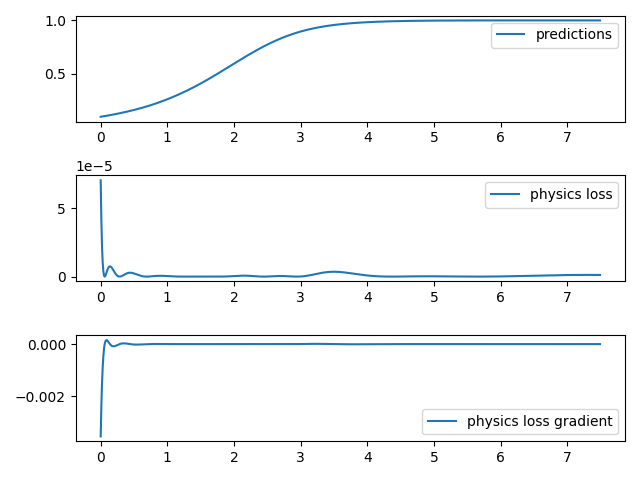 1.0
predictions
0.5
0 1 2 3 4 5 6 7
1e−5
physics loss
5
0
0 1 2 3 4 5 6 7
0.000
−0.002
physics loss gradient
0 1 2 3 4 5 6 7